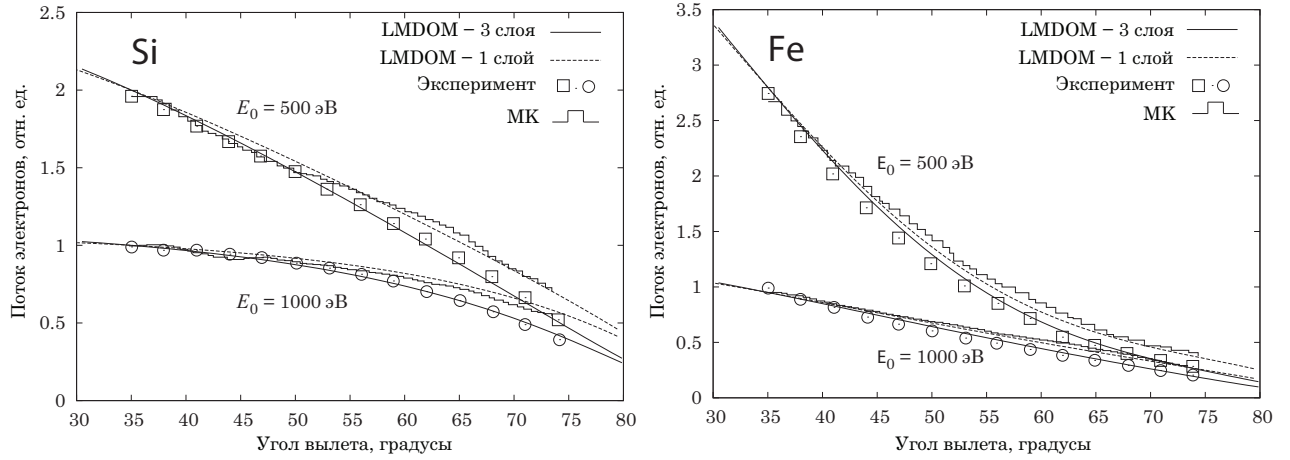 Si
LMDOM – 3 слоя
LMDOM – 1 слой
Эксперимент
МК
E₀ = 500 эВ
E₀ = 1000 эВ
Поток электронов, отн. ед.
2.5
2
1.5
1
0.5
0
30 35 40 45 50 55 60 65 70 75 80
Угол вылета, градусы
Fe
LMDOM – 3 слоя
LMDOM – 1 слой
Эксперимент
МК
E₀ = 500 эВ
E₀ = 1000 эВ
Поток электронов, отн. ед.
3.5
3
2.5
2
1.5
1
0.5
0
30 35 40 45 50 55 60 65 70 75 80
Угол вылета, градусы